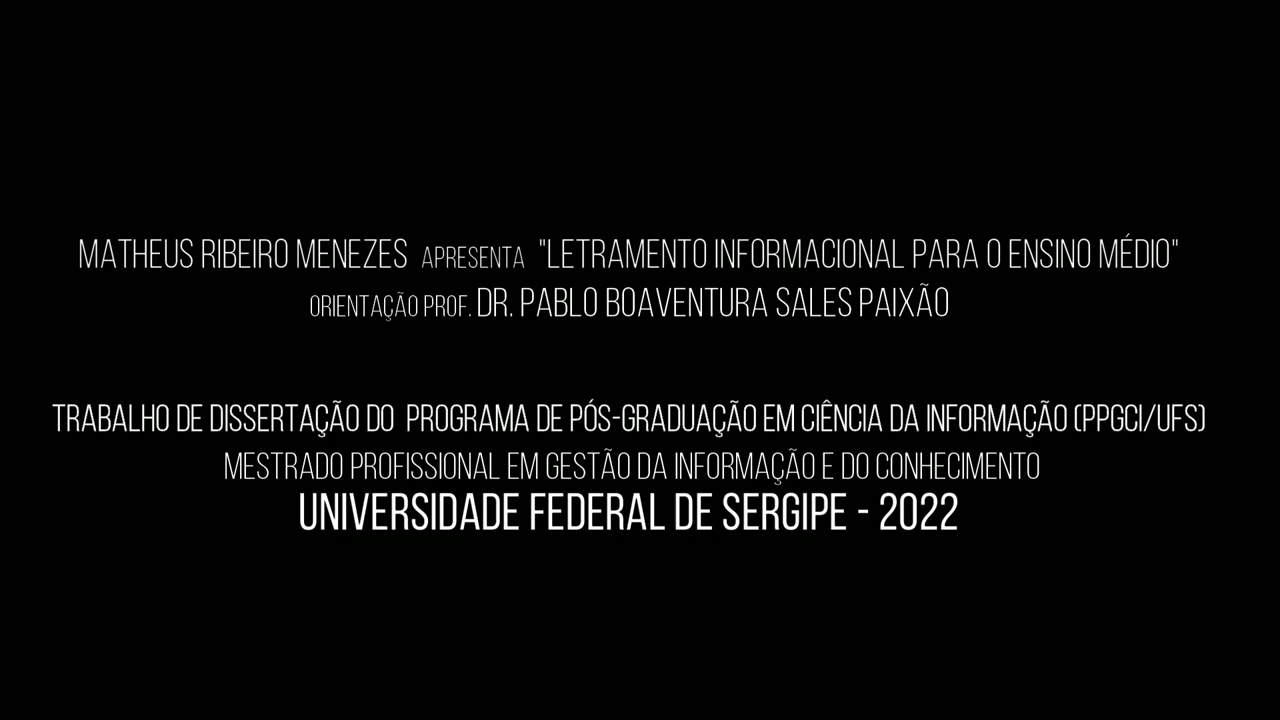 MATHEUS RIBEIRO MENEZES APRESENTA "LETRAMENTO INFORMACIONAL PARA O ENSINO MÉDIO"
ORIENTAÇÃO PROF. DR. PABLO BOAVENTURA SALES PAIXÃO
TRABALHO DE DISSERTAÇÃO DO PROGRAMA DE PÓS-GRADUAÇÃO EM CIÊNCIA DA INFORMAÇÃO (PPGCI/UFS)
MESTRADO PROFISSIONAL EM GESTÃO DA INFORMAÇÃO E DO CONHECIMENTO
UNIVERSIDADE FEDERAL DE SERGIPE - 2022